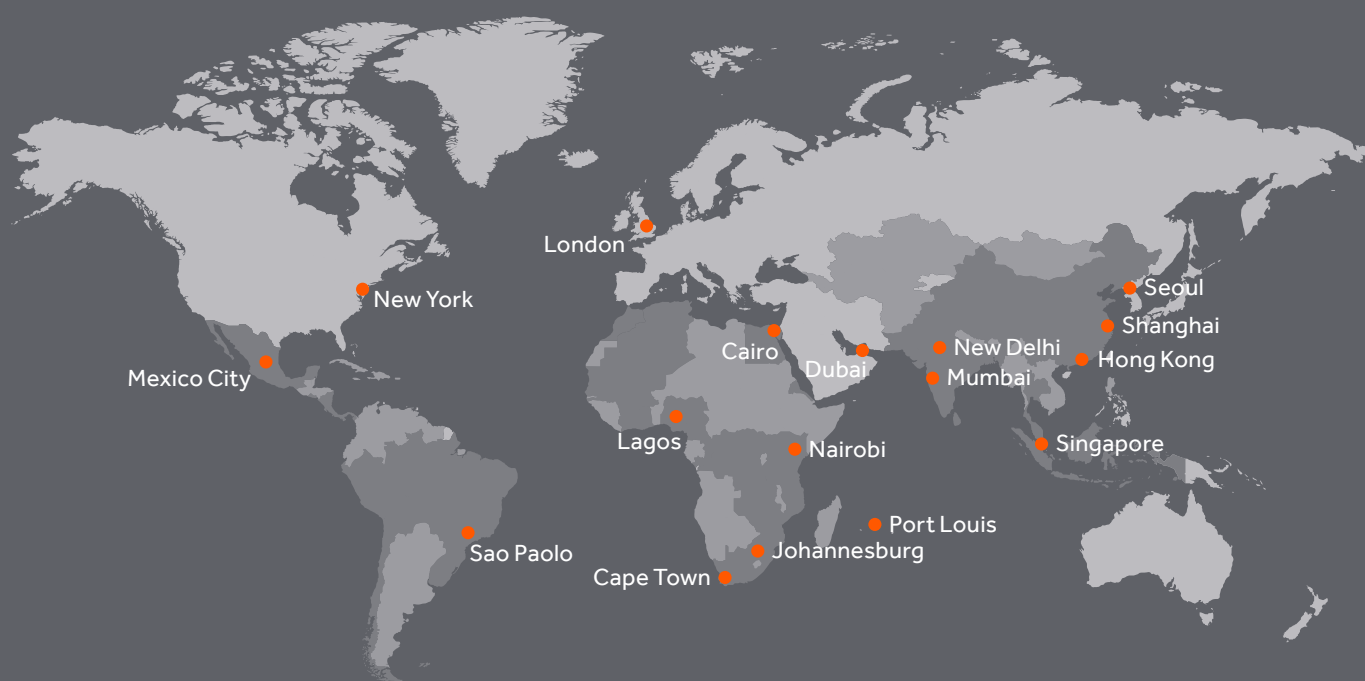 London
Seoul
New York
Shanghai
New Delhi
Cairo
Hong Kong
Dubai
Mumbai
Mexico City
Lagos
Singapore
Nairobi
Port Louis
Johannesburg
Sao Paolo
Cape Town